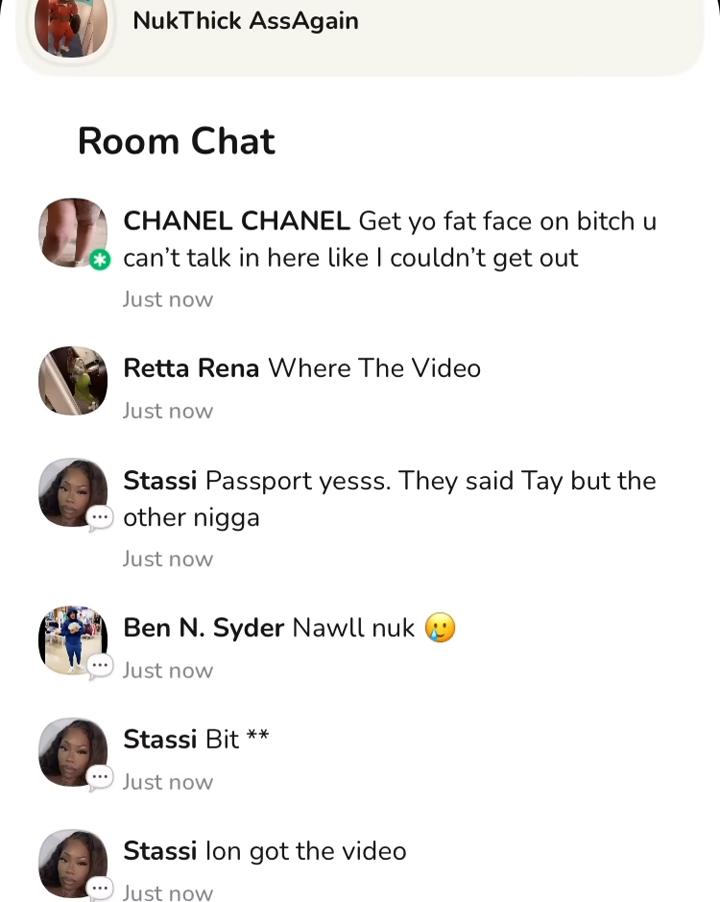 NukThick AssAgain
Room Chat
CHANEL CHANEL Get yo fat face on bitch u
can’t talk in here like I couldn’t get out
Just now
Retta Rena Where The Video
Just now
Stassi Passport yesss. They said Tay but the
other nigga
Just now
Ben N. Syder Nawll nuk 🥲
Just now
Stassi Bit **
Just now
Stassi Ion got the video
Just now